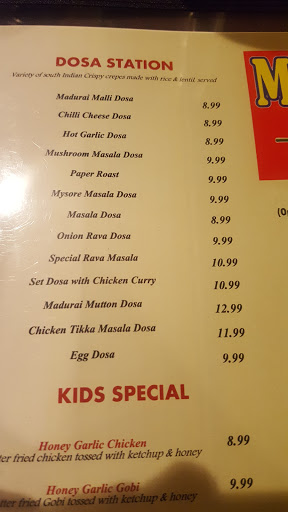 DOSA STATION
Variety of south Indian Crispy crepes made with rice & lentil, served
Madurai Malli Dosa 8.99
Chilli Cheese Dosa 8.99
Hot Garlic Dosa 8.99
Mushroom Masala Dosa 9.99
Paper Roast 9.99
Mysore Masala Dosa 9.99
Masala Dosa 8.99
Onion Rava Dosa 9.99
Special Rava Masala 10.99
Set Dosa with Chicken Curry 10.99
Madurai Mutton Dosa 12.99
Chicken Tikka Masala Dosa 11.99
Egg Dosa 9.99
KIDS SPECIAL
Honey Garlic Chicken 8.99
tter fried chicken tossed with ketchup & honey
Honey Garlic Gobi 9.99
tter fried Gobi tossed with ketchup & honey
M